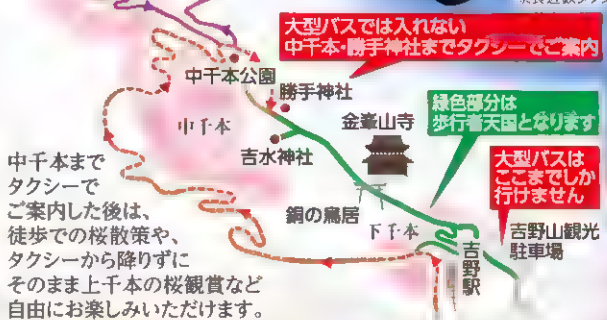 大型バスでは入れない
中千本・勝手神社までタクシーでご案内
中千本公園
勝手神社
中千本
金峯山寺
緑色部分は
歩行者天国となります
吉水神社
大型バスは
ここまでしか
行けません
中千本まで
タクシーで
ご案内した後は、
徒歩での桜散策や、
タクシーから降りずに
そのまま上千本の桜観賞など
自由にお楽しみいただけます。
銅の鳥居
下千本
吉野駅
吉野山観光
駐車場